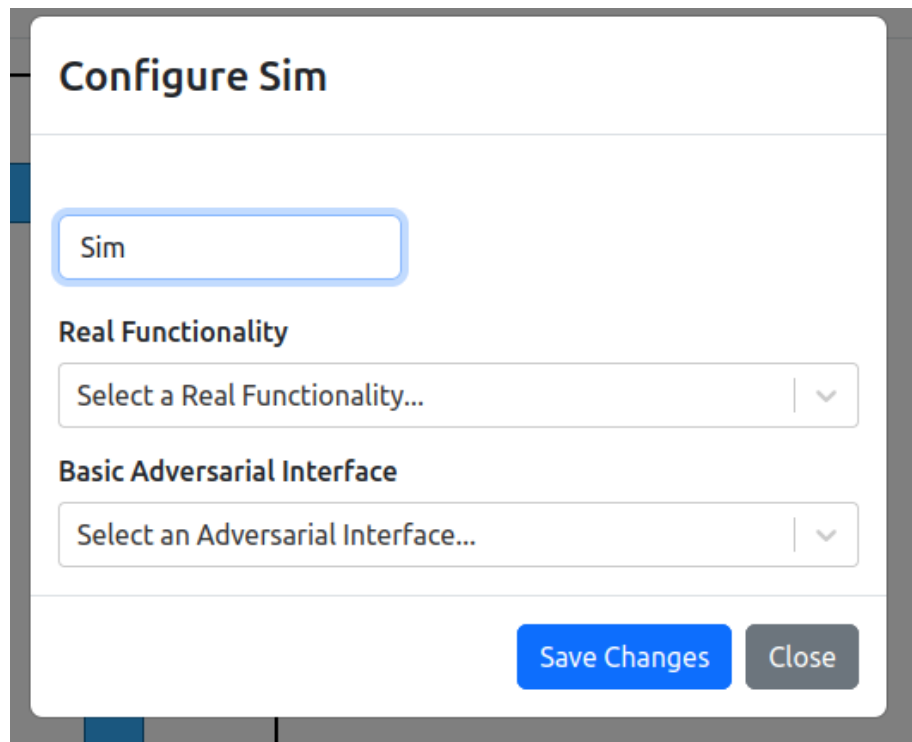 Configure Sim
Sim
Real Functionality
Select a Real Functionality...
Basic Adversarial Interface
Select an Adversarial Interface...
Save Changes
Close